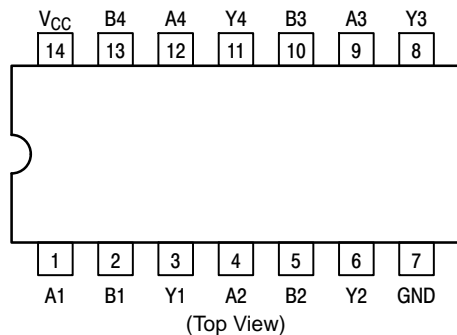 VCC B4 A4 Y4 B3 A3 Y3
14 13 12 11 10 9 8
1 2 3 4 5 6 7
A1 B1 Y1 A2 B2 Y2 GND
(Top View)